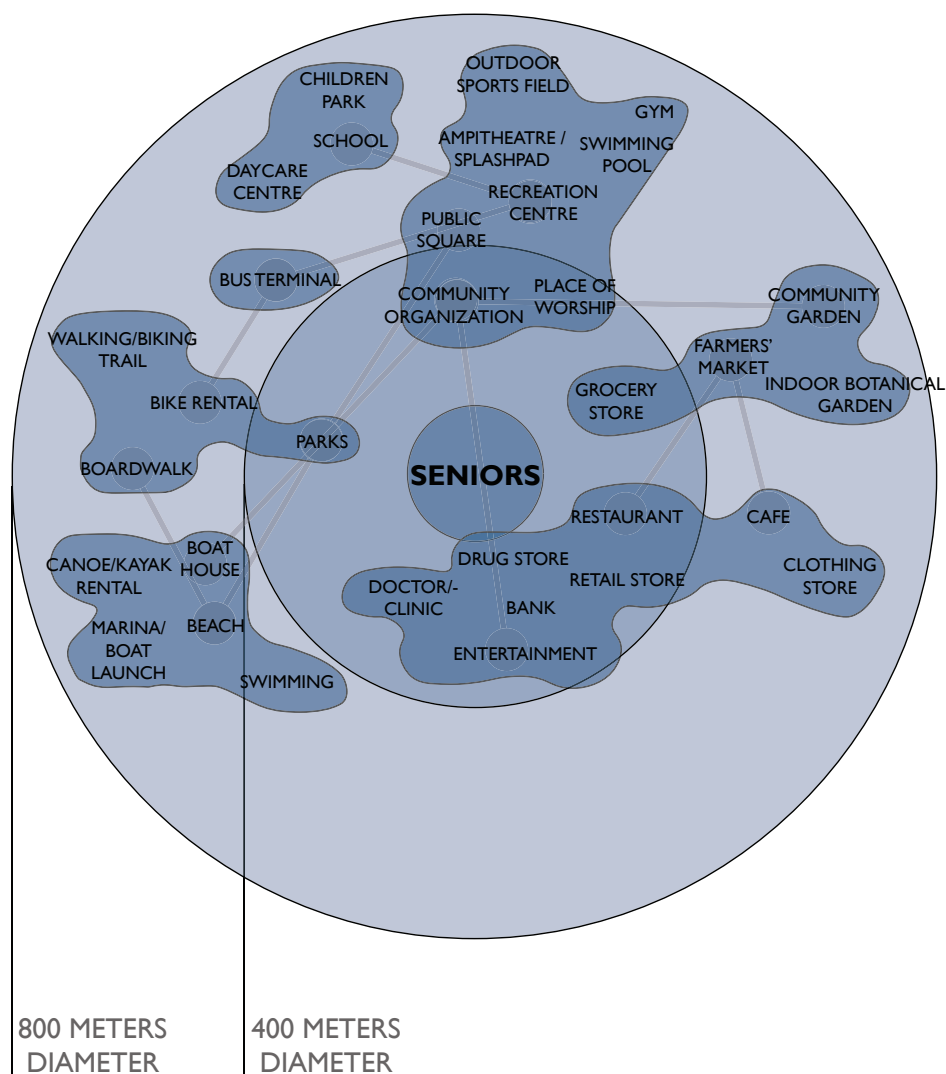 OUTDOOR
SPORTS FIELD
CHILDREN
PARK
GYM
SCHOOL
AMPITHEATRE /
SPLASHPAD
SWIMMING
POOL
DAYCARE
CENTRE
RECREATION
CENTRE
PUBLIC
SQUARE
BUS TERMINAL
COMMUNITY
ORGANIZATION
PLACE OF
WORSHIP
COMMUNITY
GARDEN
WALKING/BIKING
TRAIL
FARMERS'
MARKET
GROCERY
STORE
INDOOR BOTANICAL
GARDEN
BIKE RENTAL
PARKS
BOARDWALK
SENIORS
RESTAURANT
CAFE
CANOE/KAYAK
RENTAL
BOAT
HOUSE
DRUG STORE
DOCTOR/-
CLINIC
RETAIL STORE
CLOTHING
STORE
BANK
MARINA/
BOAT
LAUNCH
BEACH
ENTERTAINMENT
SWIMMING
800 METERS
DIAMETER
400 METERS
DIAMETER